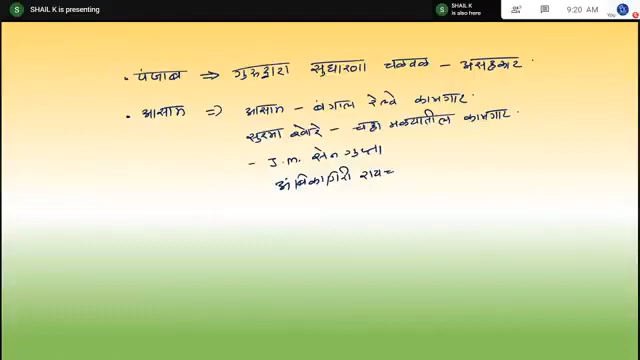 SHAIL K is presenting
SHAIL K is also here
You
9:20 AM
• पंजाब ⇒ गुरुद्वारा सुधारणा चळवळ - असहकार.
• आसाम ⇒ आसाम - बंगाल रेल्वे कामगार
सुरमा खोरे - चहा मळ्यातील कामगार.
- J.M. सेन गुप्ता
अंबिकागिरी राय